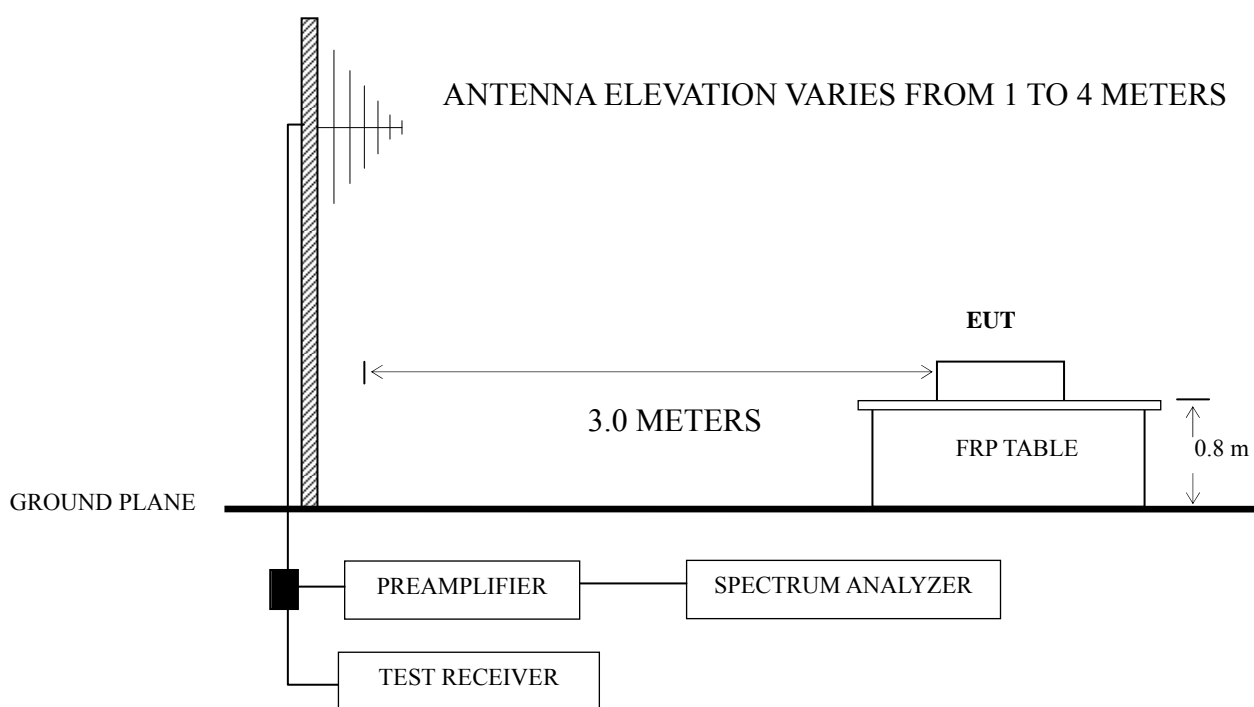 ANTENNA ELEVATION VARIES FROM 1 TO 4 METERS
EUT
3.0 METERS
FRP TABLE
0.8 m
GROUND PLANE
PREAMPLIFIER
SPECTRUM ANALYZER
TEST RECEIVER